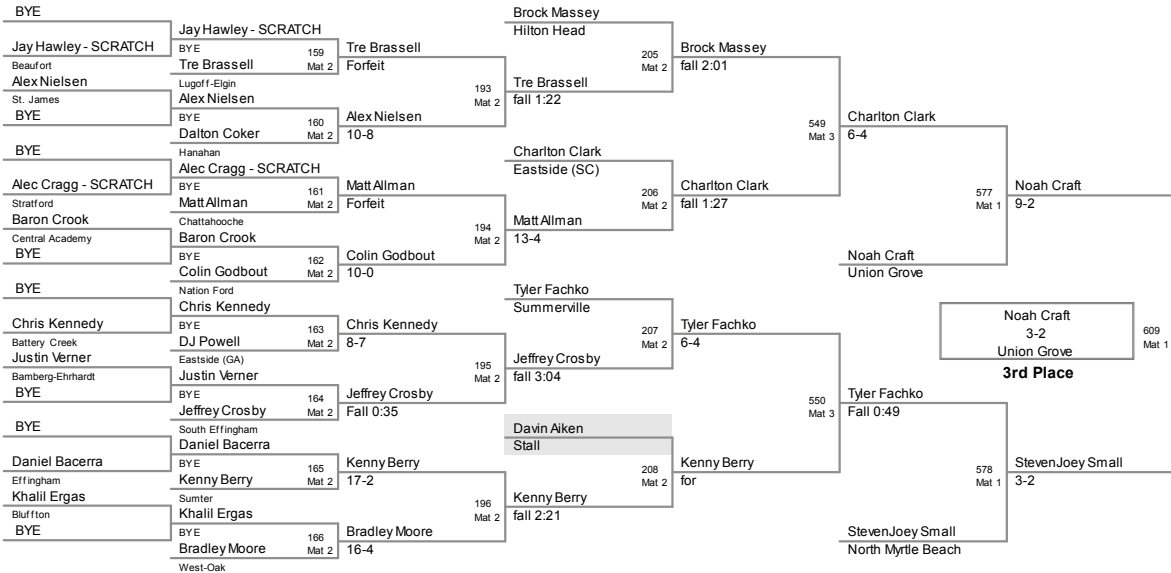 BYE
Jay Hawley - SCRATCH
Beaufort
Alex Nielsen
St. James
BYE
BYE
Alec Cragg - SCRATCH
Stratford
Baron Crook
Central Academy
BYE
BYE
Chris Kennedy
Battery Creek
Justin Verner
Bamberg-Ehrhardt
BYE
BYE
Daniel Bacerra
Effingham
Khalil Ergas
Bluffton
BYE
Jay Hawley - SCRATCH
BYE
159
Tre Brassell
Mat 2
Lugoff-Elgin
Alex Nielsen
BYE
160
Dalton Coker
Mat 2
Hanahan
Alec Cragg - SCRATCH
BYE
161
Matt Allman
Mat 2
Chattahooche
Baron Crook
BYE
162
Colin Godbout
Mat 2
Nation Ford
Chris Kennedy
BYE
163
DJ Powell
Mat 2
Eastside (GA)
Justin Verner
BYE
164
Jeffrey Crosby
Mat 2
South Effingham
Daniel Bacerra
BYE
165
Kenny Berry
Mat 2
Sumter
Khalil Ergas
BYE
166
Bradley Moore
Mat 2
West-Oak
Tre Brassell
Forfeit
193
Mat 2
Alex Nielsen
10-8
Matt Allman
Forfeit
194
Mat 2
Colin Godbout
10-0
Chris Kennedy
8-7
195
Mat 2
Jeffrey Crosby
Fall 0:35
Kenny Berry
17-2
196
Mat 2
Bradley Moore
16-4
Brock Massey
Hilton Head
205
Mat 2
Tre Brassell
fall 1:22
Charlton Clark
Eastside (SC)
206
Mat 2
Matt Allman
13-4
Tyler Fachko
Summerville
207
Mat 2
Jeffrey Crosby
fall 3:04
Davin Aiken
Stall
208
Mat 2
Kenny Berry
fall 2:21
Brock Massey
fall 2:01
549
Mat 3
Charlton Clark
fall 1:27
Tyler Fachko
6-4
550
Mat 3
Kenny Berry
for
Charlton Clark
6-4
577
Mat 1
Noah Craft
Union Grove
Tyler Fachko
Fall 0:49
578
Mat 1
StevenJoey Small
North Myrtle Beach
Noah Craft
9-2
Noah Craft
3-2
Union Grove
609
Mat 1
3rd Place
StevenJoey Small
3-2